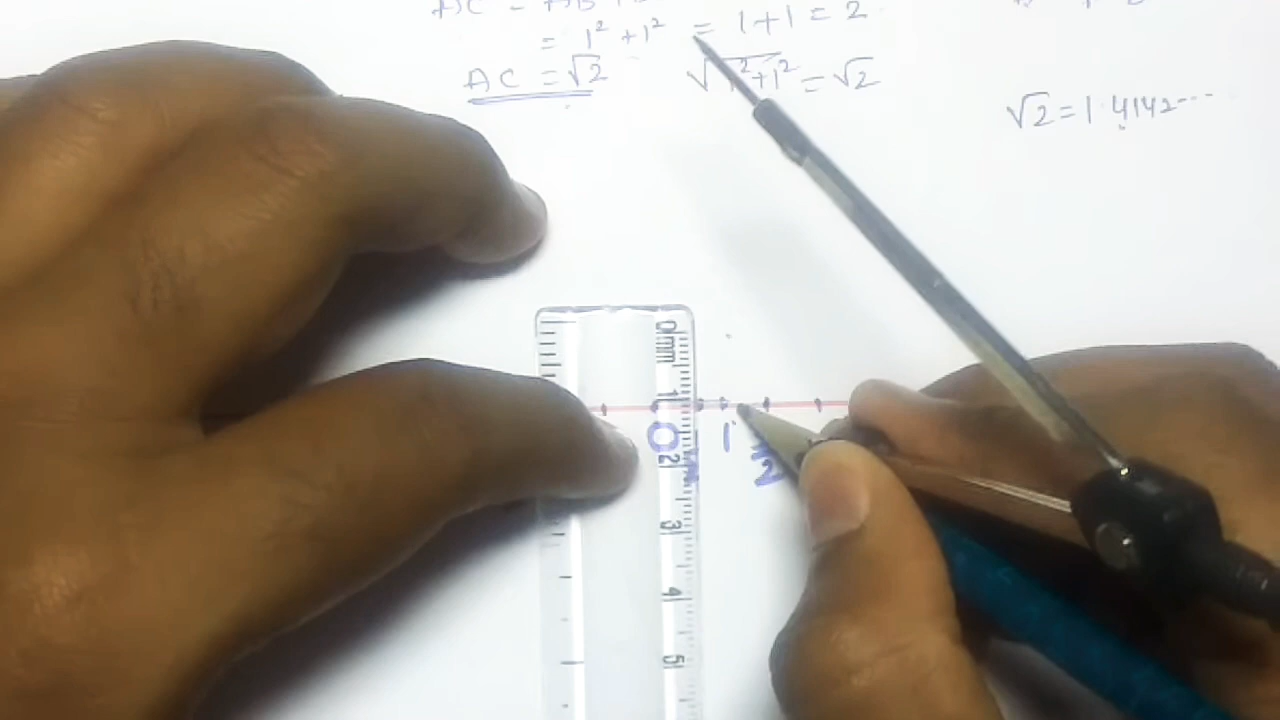 = 1² + 1² = 1 + 1 = 2
AC = √2 √1²+1² = √2
√2 = 1.4142---
0mm
1
2
3
4
5
0 1 2